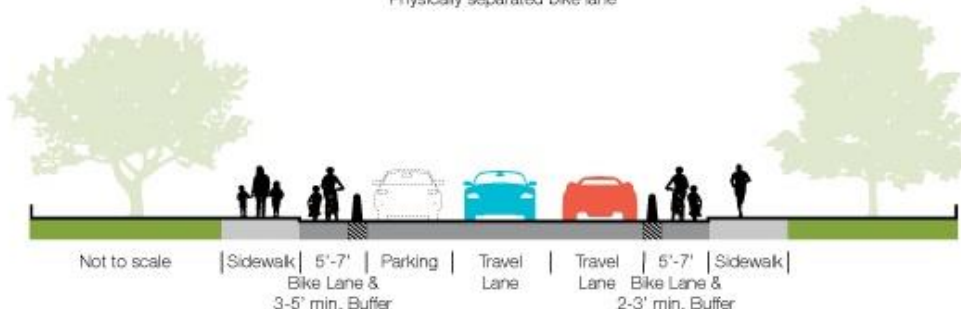 Physically separated bike lane
Not to scale
Sidewalk
5'-7'
Bike Lane &
3-5' min. Buffer
Parking
Travel
Lane
Travel
Lane
5'-7'
Bike Lane &
2-3' min. Buffer
Sidewalk